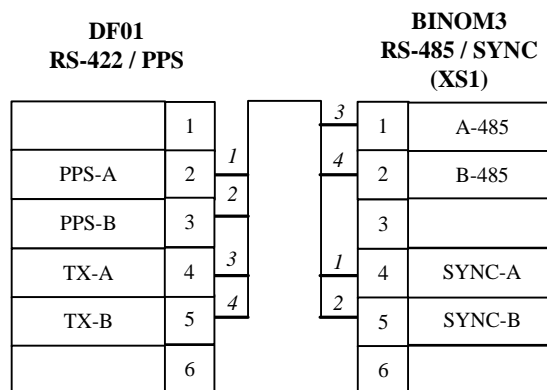 DF01
RS-422 / PPS
BINOM3
RS-485 / SYNC
(XS1)
1
PPS-A 2 1
2
PPS-B 3
TX-A 4 3
TX-B 5 4
6
3 1 A-485
4 2 B-485
3
1 4 SYNC-A
2 5 SYNC-B
6